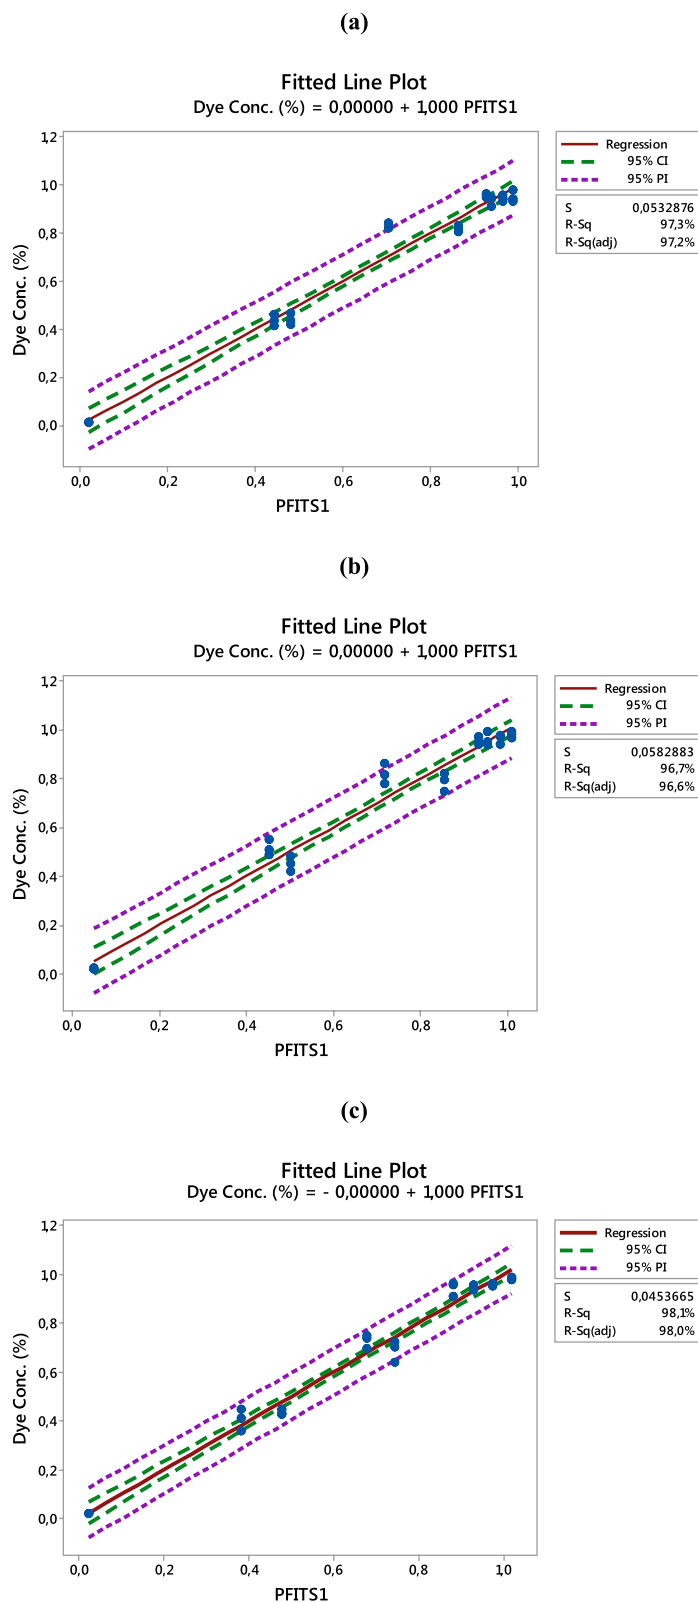 (a)
Fitted Line Plot
Dye Conc. (%) = 0,00000 + 1,000 PFITS1
Regression
95% CI
95% PI
S 0,0532876
R-Sq 97,3%
R-Sq(adj) 97,2%
1,2
1,0
0,8
0,6
0,4
0,2
0,0
Dye Conc. (%)
0,0 0,2 0,4 0,6 0,8 1,0
PFITS1
(b)
Fitted Line Plot
Dye Conc. (%) = 0,00000 + 1,000 PFITS1
Regression
95% CI
95% PI
S 0,0582883
R-Sq 96,7%
R-Sq(adj) 96,6%
1,2
1,0
0,8
0,6
0,4
0,2
0,0
Dye Conc. (%)
0,0 0,2 0,4 0,6 0,8 1,0
PFITS1
(c)
Fitted Line Plot
Dye Conc. (%) = - 0,00000 + 1,000 PFITS1
Regression
95% CI
95% PI
S 0,0453665
R-Sq 98,1%
R-Sq(adj) 98,0%
1,2
1,0
0,8
0,6
0,4
0,2
0,0
Dye Conc. (%)
0,0 0,2 0,4 0,6 0,8 1,0
PFITS1